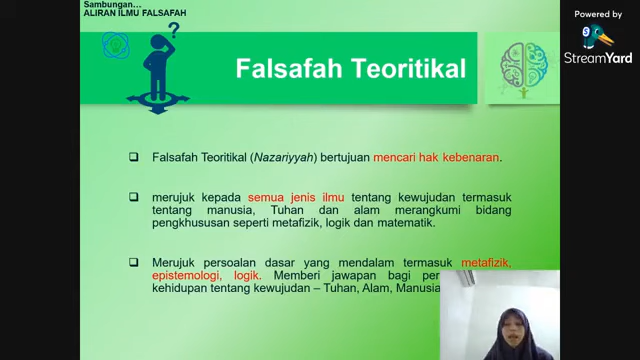 Sambungan…
ALIRAN ILMU FALSAFAH
Powered by
StreamYard
Falsafah Teoritikal
Falsafah Teoritikal (Nazariyyah) bertujuan mencari hak kebenaran.
merujuk kepada semua jenis ilmu tentang kewujudan termasuk
tentang manusia, Tuhan dan alam merangkumi bidang
pengkhususan seperti metafizik, logik dan matematik.
Merujuk persoalan dasar yang mendalam termasuk metafizik,
epistemologi, logik. Memberi jawapan bagi
kehidupan tentang kewujudan – Tuhan, Alam, Manusia